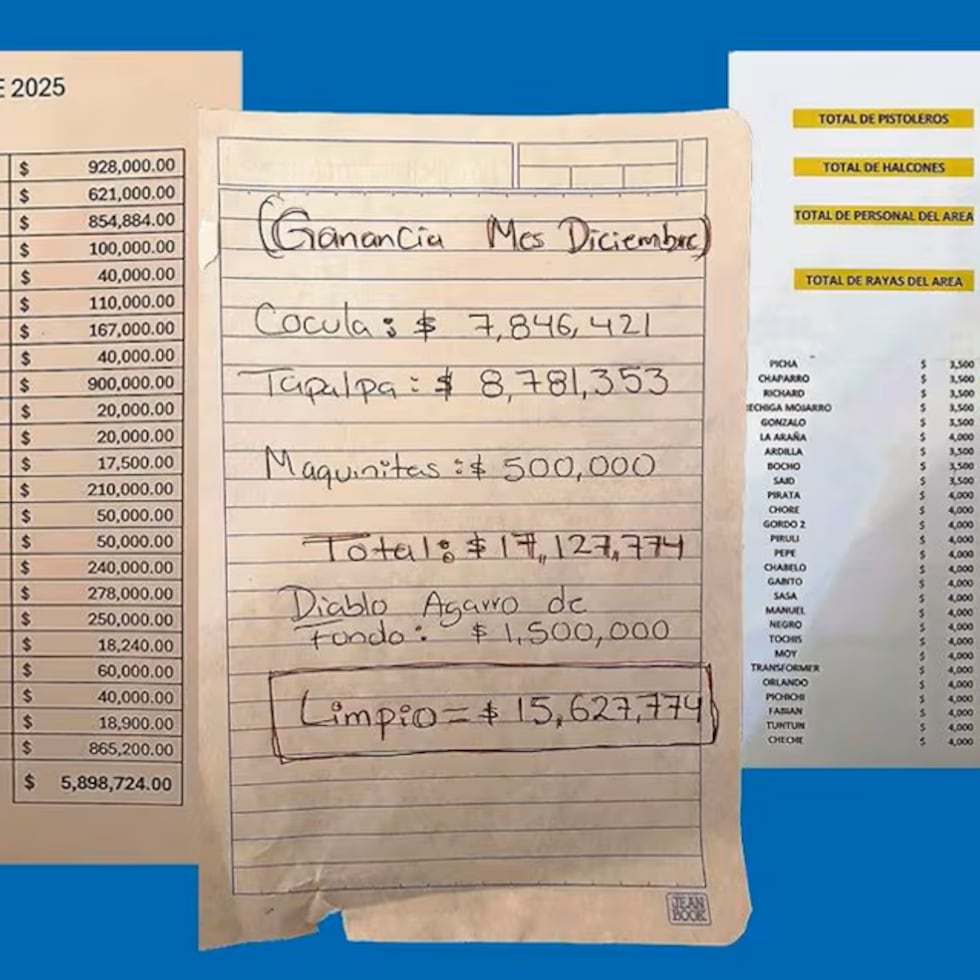 E 2025
$ 928,000.00
$ 621,000.00
$ 854,884.00
$ 100,000.00
$ 40,000.00
$ 110,000.00
$ 167,000.00
$ 40,000.00
$ 900,000.00
$ 20,000.00
$ 20,000.00
$ 17,500.00
$ 210,000.00
$ 50,000.00
$ 50,000.00
$ 240,000.00
$ 278,000.00
$ 250,000.00
$ 18,240.00
$ 60,000.00
$ 40,000.00
$ 18,900.00
$ 865,200.00
$ 5,898,724.00
(Ganancia Mes Diciembre)
Cocula: $ 7,846,421
Tapalpa: $ 8,781,353
Maquinitas: $ 500,000
Total: $ 17,127,774
Diablo Agarro de
fondo: $ 1,500,000
Limpio = $ 15,627,774
JEAN
BOOK
TOTAL DE PISTOLEROS
TOTAL DE HALCONES
TOTAL DE PERSONAL DEL AREA
TOTAL DE RAYAS DEL AREA
PICHA $ 3,500
CHAPARRO $ 3,500
RICHARD $ 3,500
ECHIGA MOJARRO $ 3,500
GONZALO $ 3,500
LA ARAÑA $ 4,000
ARDILLA $ 3,500
BOCHO $ 3,500
SAID $ 3,500
PIRATA $ 4,000
CHORE $ 4,000
GORDO 2 $ 4,000
PIRULI $ 4,000
PEPE $ 4,000
CHABELO $ 4,000
GABITO $ 4,000
SASA $ 4,000
MANUEL $ 4,000
NEGRO $ 4,000
TOCHIS $ 4,000
MOY $ 4,000
TRANSFORMER $ 4,000
ORLANDO $ 4,000
PICHICHI $ 4,000
FABIAN $ 4,000
TUNTUN $ 4,000
CHECHE $ 4,000